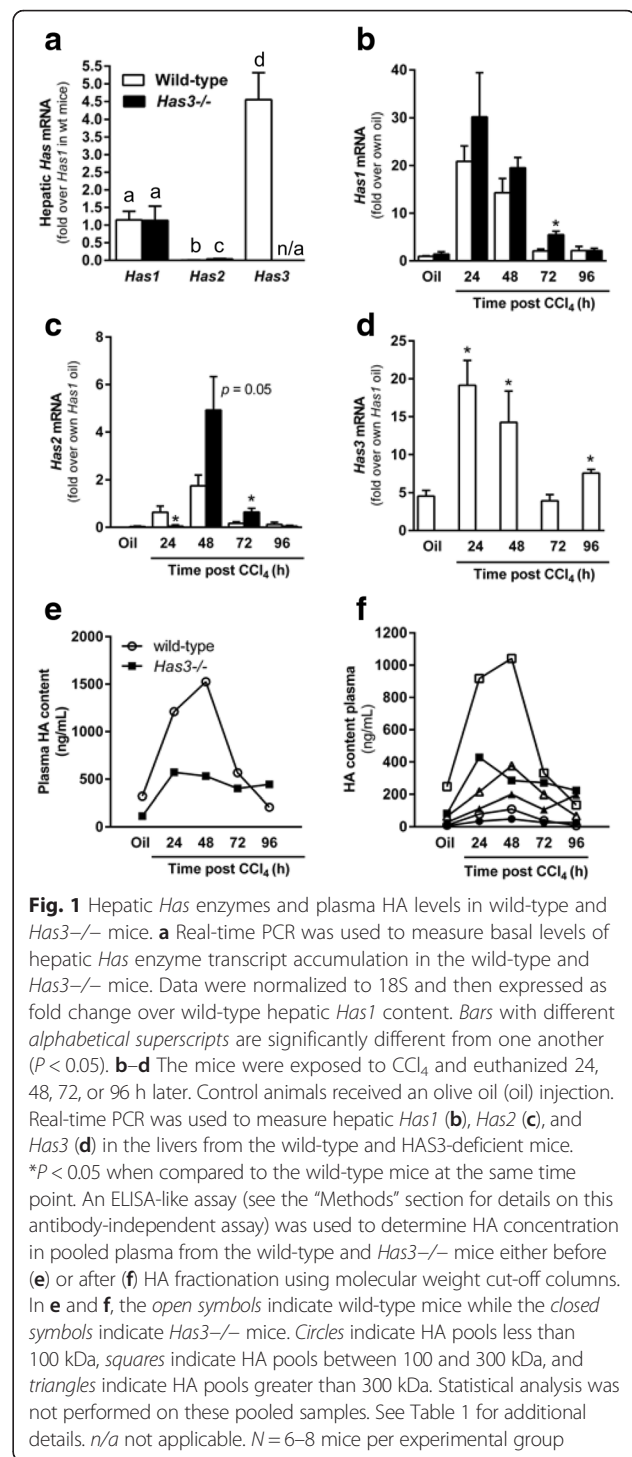 a
Hepatic Has mRNA
(fold over Has1 in wt mice)
5.5
5.0
4.5
4.0
3.5
3.0
2.5
2.0
1.5
1.0
0.5
0.0
Wild-type
Has3-/-
a
a
b
c
d
n/a
Has1
Has2
Has3
b
Has1 mRNA
(fold over own oil)
40
30
20
10
0
*
Oil
24
48
72
96
Time post CCl4 (h)
c
Has2 mRNA
(fold over own Has1 oil)
8
6
4
2
0
*
p = 0.05
*
Oil
24
48
72
96
Time post CCl4 (h)
d
Has3 mRNA
(fold over own Has1 oil)
25
20
15
10
5
0
*
*
*
Oil
24
48
72
96
Time post CCl4 (h)
e
Plasma HA content
(ng/mL)
2000
1500
1000
500
0
wild-type
Has3-/-
Oil
24
48
72
96
Time post CCl4 (h)
f
HA content plasma
(ng/mL)
1200
1000
800
600
400
200
0
Oil
24
48
72
96
Time post CCl4 (h)
Fig. 1 Hepatic Has enzymes and plasma HA levels in wild-type and
Has3−/− mice. a Real-time PCR was used to measure basal levels of
hepatic Has enzyme transcript accumulation in the wild-type and
Has3−/− mice. Data were normalized to 18S and then expressed as
fold change over wild-type hepatic Has1 content. Bars with different
alphabetical superscripts are significantly different from one another
(P < 0.05). b–d The mice were exposed to CCl4 and euthanized 24,
48, 72, or 96 h later. Control animals received an olive oil (oil) injection.
Real-time PCR was used to measure hepatic Has1 (b), Has2 (c), and
Has3 (d) in the livers from the wild-type and HAS3-deficient mice.
*P < 0.05 when compared to the wild-type mice at the same time
point. An ELISA-like assay (see the “Methods” section for details on this
antibody-independent assay) was used to determine HA concentration
in pooled plasma from the wild-type and Has3−/− mice either before
(e) or after (f) HA fractionation using molecular weight cut-off columns.
In e and f, the open symbols indicate wild-type mice while the closed
symbols indicate Has3−/− mice. Circles indicate HA pools less than
100 kDa, squares indicate HA pools between 100 and 300 kDa, and
triangles indicate HA pools greater than 300 kDa. Statistical analysis was
not performed on these pooled samples. See Table 1 for additional
details. n/a not applicable. N = 6–8 mice per experimental group